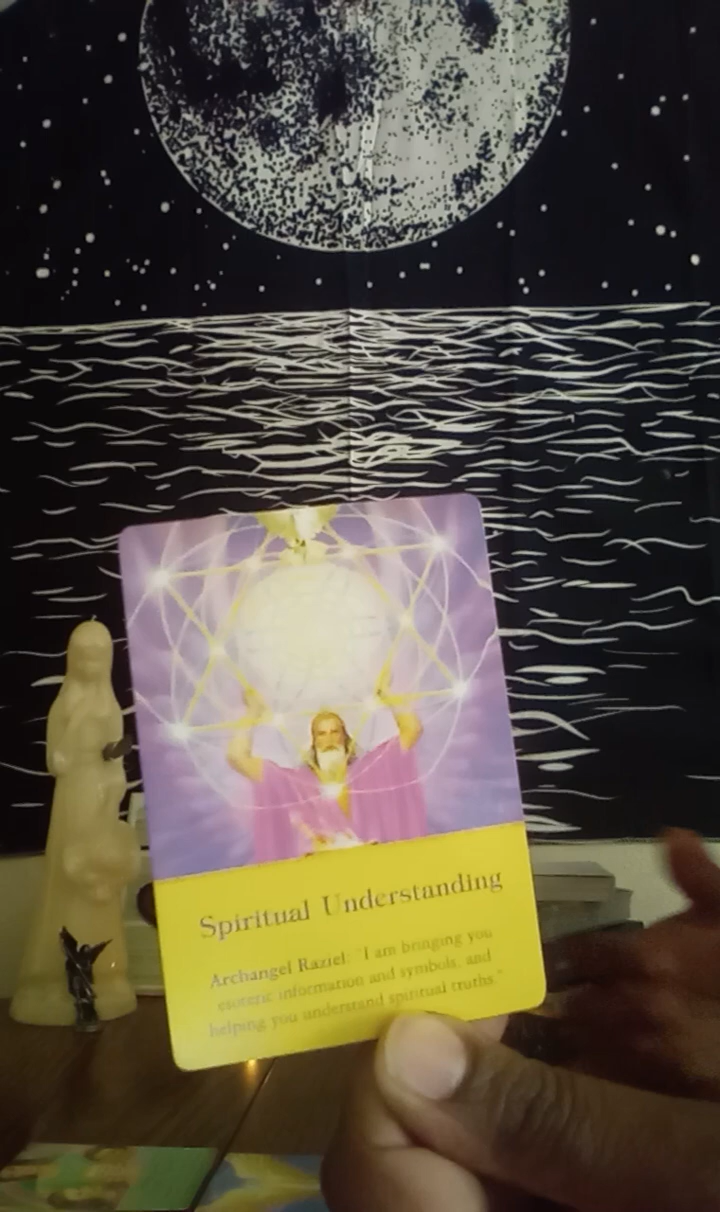 Spiritual Understanding
Archangel Raziel: "I am bringing you
esoteric information and symbols, and
helping you understand spiritual truths."